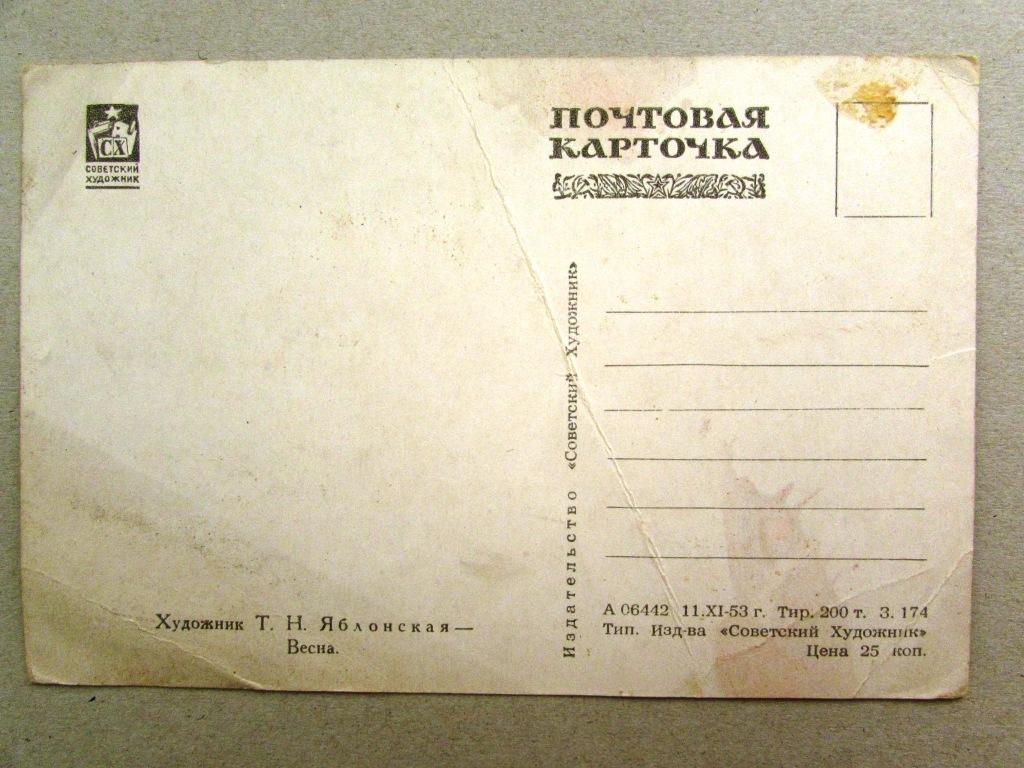 СХ
СОВЕТСКИЙ
ХУДОЖНИК
ПОЧТОВАЯ
КАРТОЧКА
Издательство «Советский Художник»
Художник Т. Н. Яблонская—
Весна.
А 06442 11.XI-53 г. Тир. 200 т. З. 174
Тип. Изд-ва «Советский Художник»
Цена 25 коп.